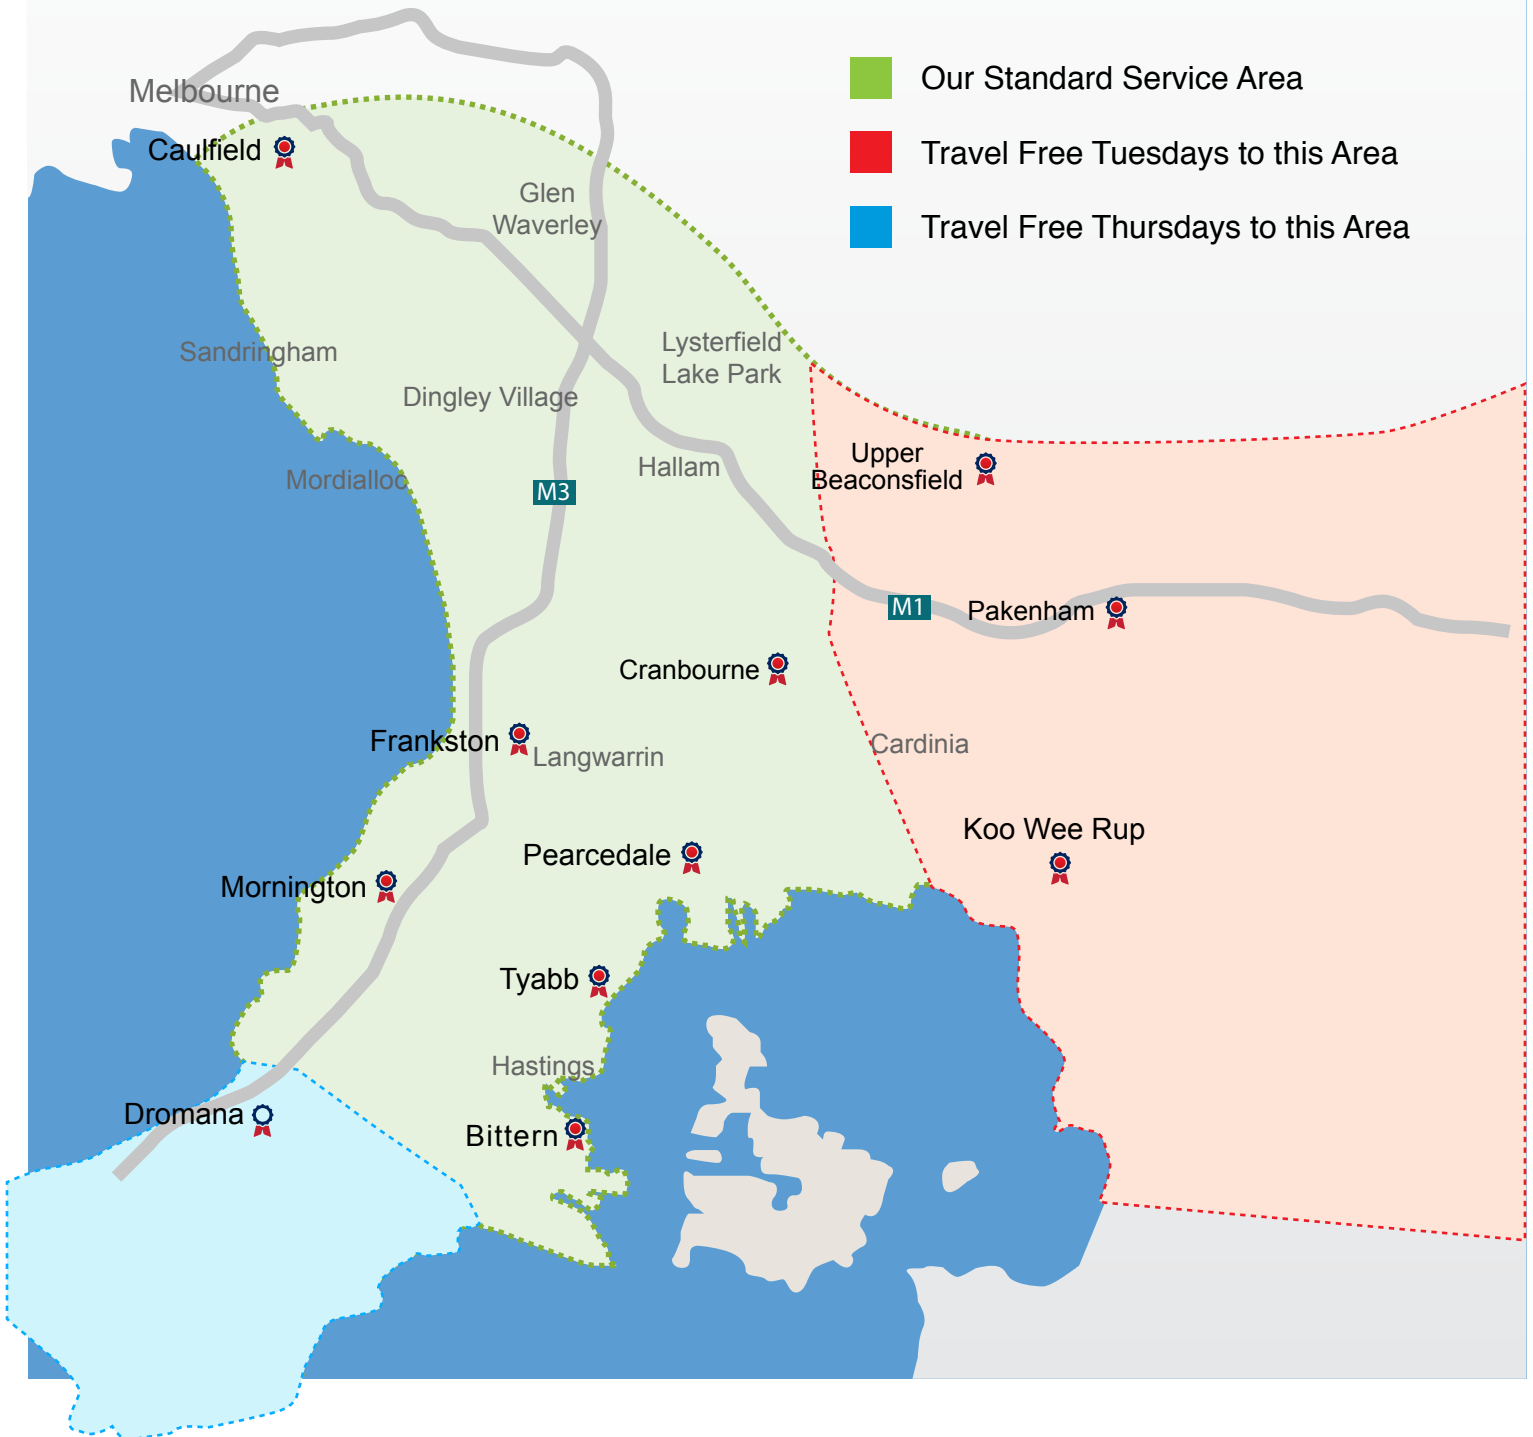 Our Standard Service Area
Travel Free Tuesdays to this Area
Travel Free Thursdays to this Area
Melbourne
Caulfield
Glen
Waverley
Sandringham
Lysterfield
Lake Park
Dingley Village
Mordialloc
Hallam
Upper
Beaconsfield
M3
M1
Pakenham
Cranbourne
Frankston
Langwarrin
Cardinia
Koo Wee Rup
Pearcedale
Mornington
Tyabb
Hastings
Dromana
Bittern